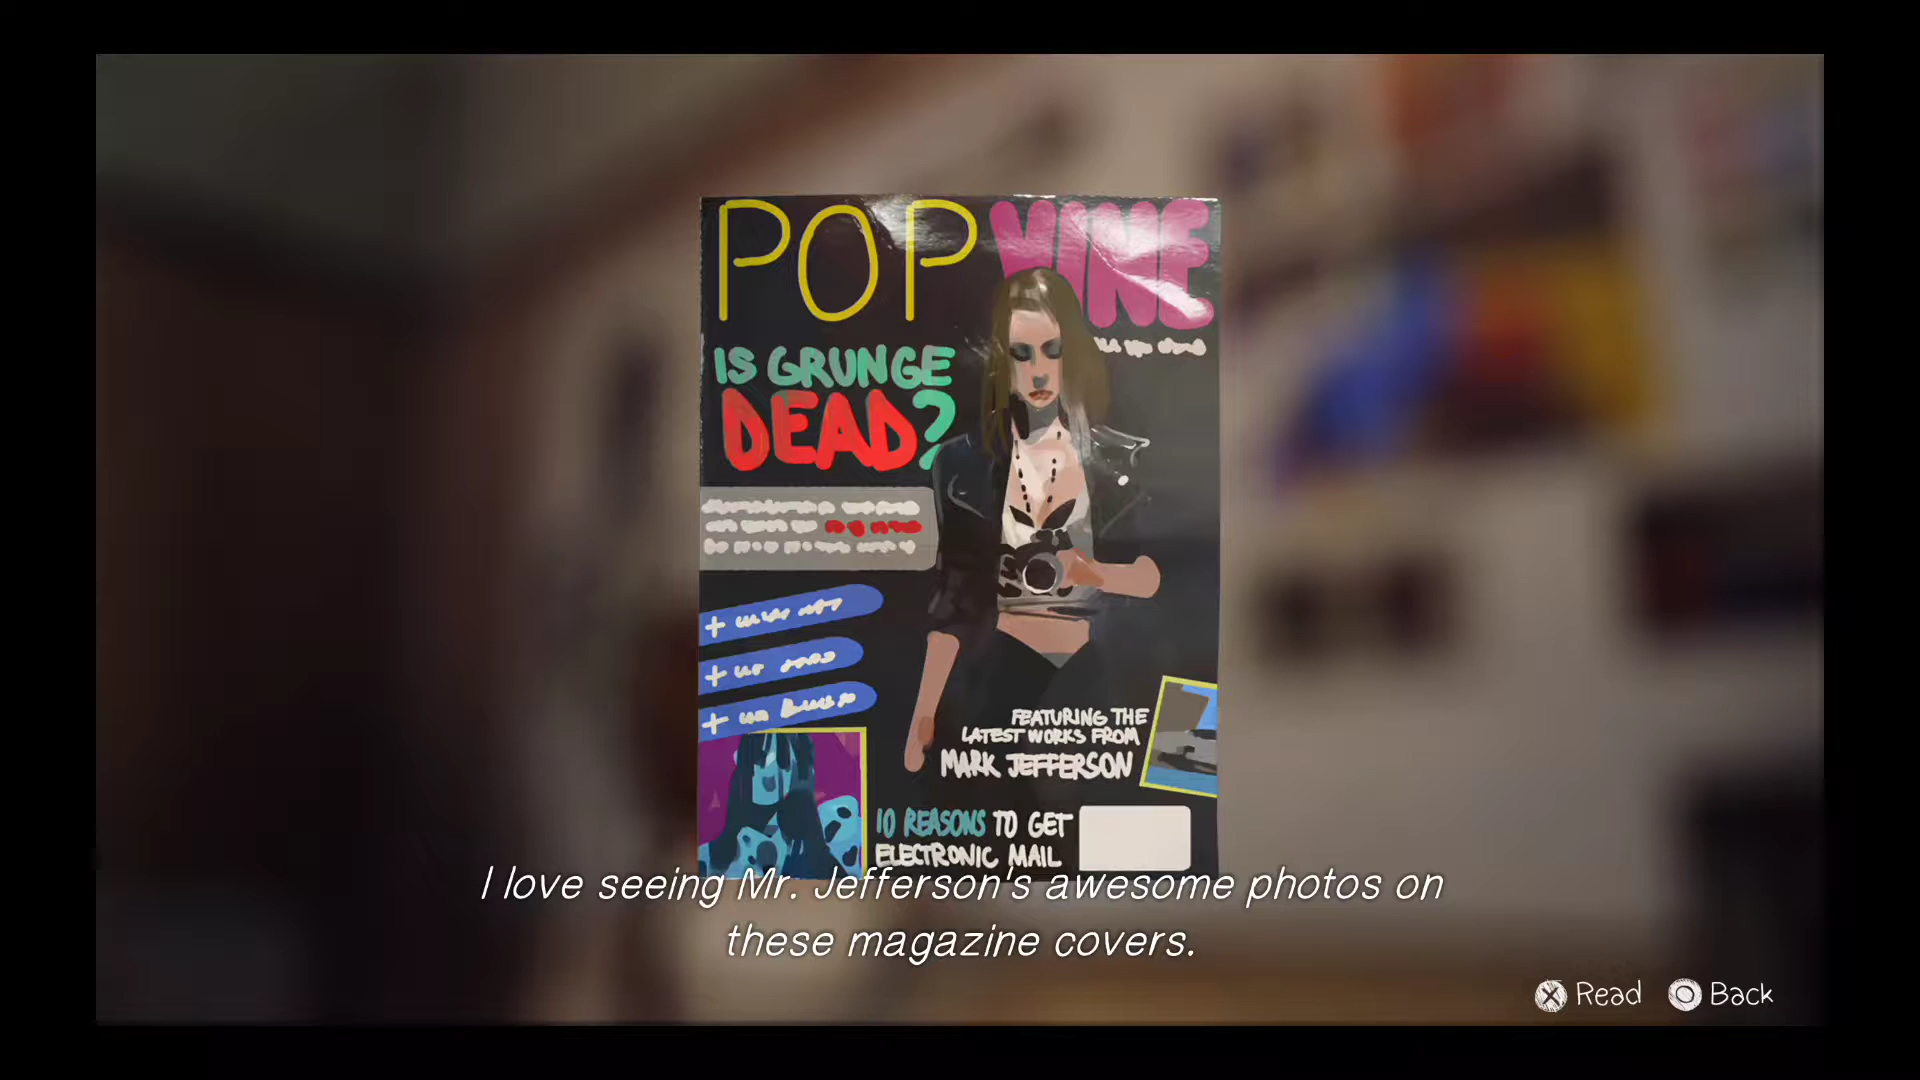 POP VINE
IS GRUNGE
DEAD?
FEATURING THE
LATEST WORKS FROM
MARK JEFFERSON
10 REASONS TO GET
ELECTRONIC MAIL
I love seeing Mr. Jefferson's awesome photos on
these magazine covers.
Read Back